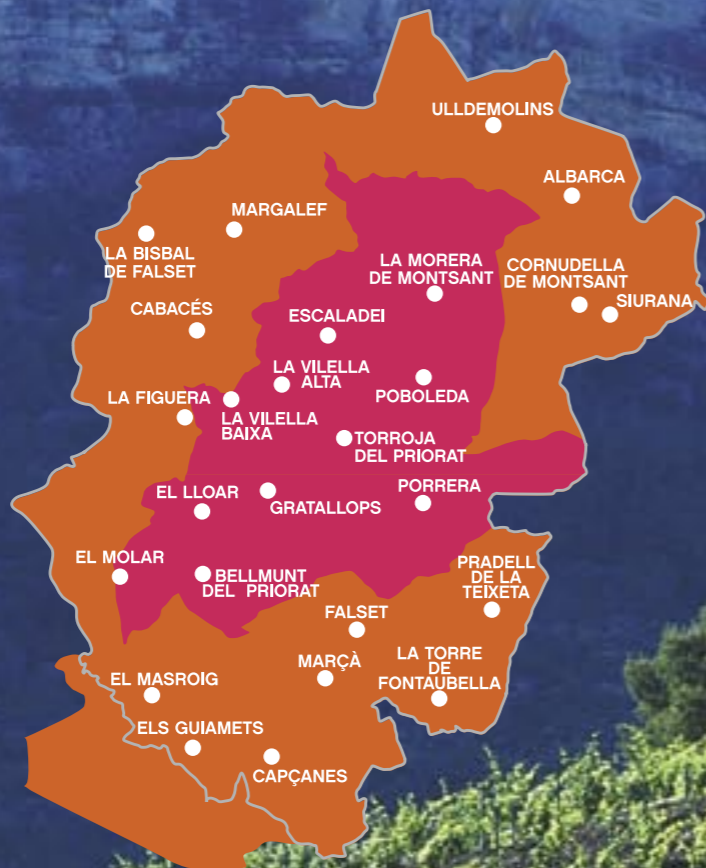 ULLDEMOLINS
ALBARCA
MARGALEF
LA BISBAL
DE FALSET
LA MORERA
DE MONTSANT
CORNUDELLA
DE MONTSANT
SIURANA
CABACÉS
ESCALADEI
LA VILELLA
ALTA
POBOLEDA
LA FIGUERA
LA VILELLA
BAIXA
TORROJA
DEL PRIORAT
EL LLOAR
GRATALLOPS
PORRERA
EL MOLAR
BELLMUNT
DEL PRIORAT
PRADELL
DE LA
TEIXETA
FALSET
MARÇÀ
LA TORRE
DE
FONTAUBELLA
EL MASROIG
ELS GUIAMETS
CAPÇANES